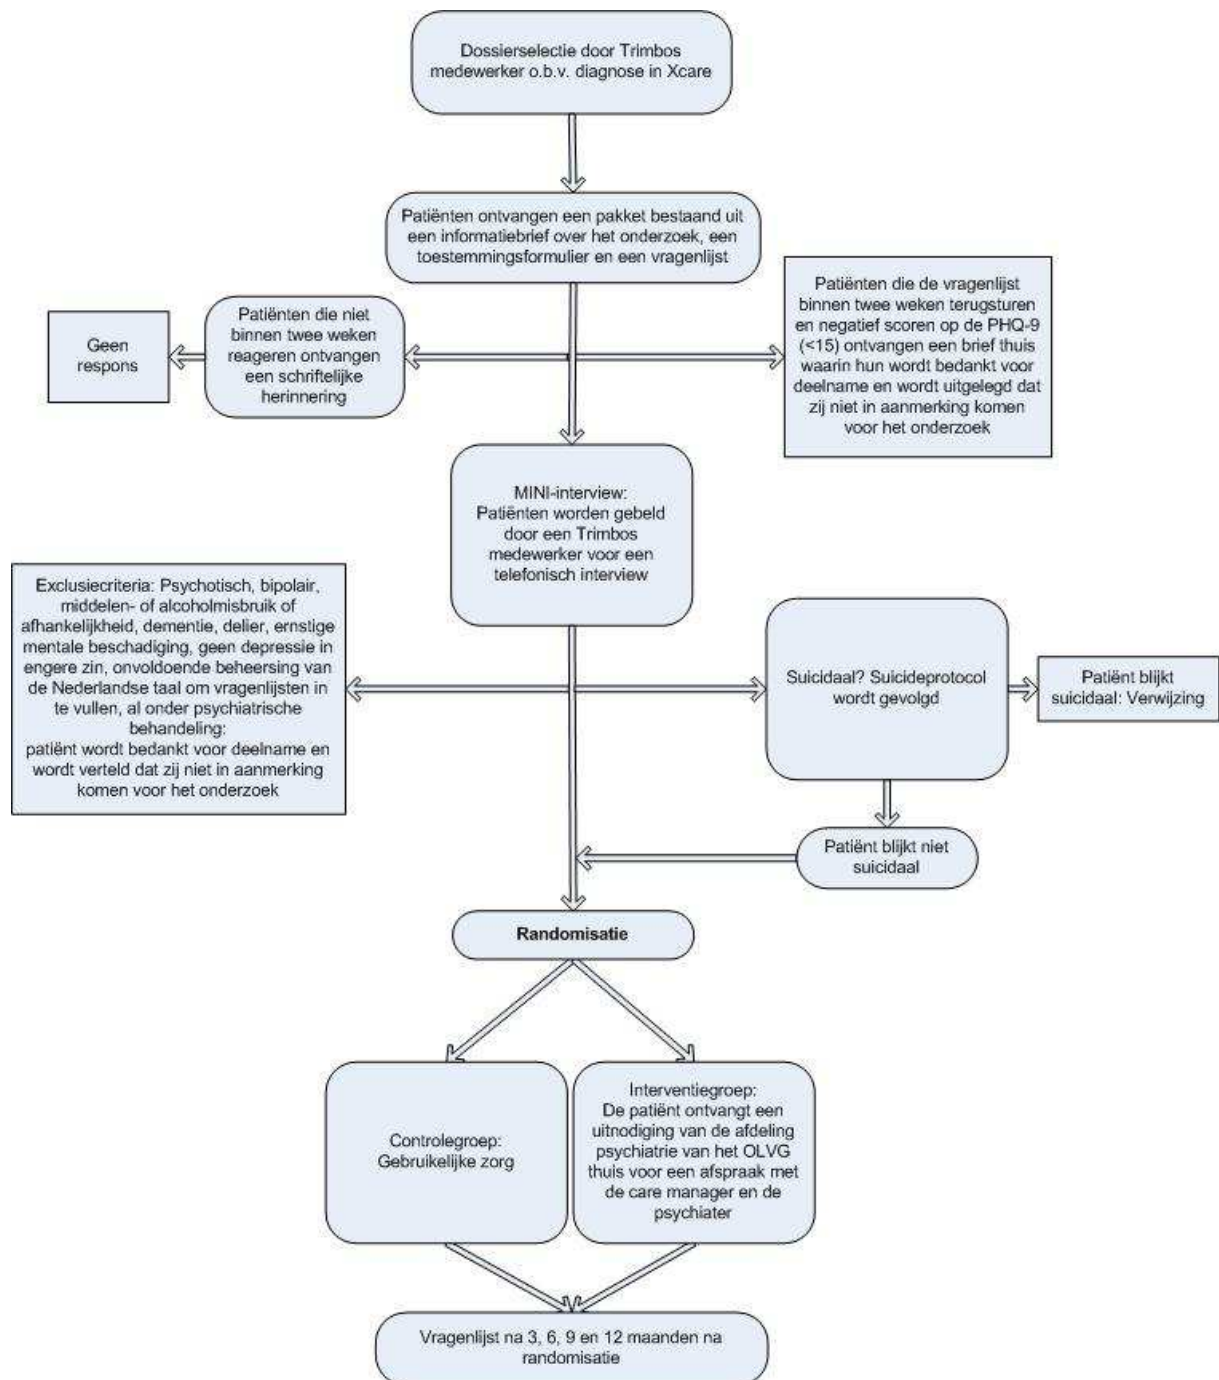 Dossierselectie door Trimbos
medewerker o.b.v. diagnose in Xcare
Patiënten ontvangen een pakket bestaand uit
een informatiebrief over het onderzoek, een
toestemmingsformulier en een vragenlijst
Geen
respons
Patiënten die niet
binnen twee weken
reageren ontvangen
een schriftelijke
herinnering
Patiënten die de vragenlijst
binnen twee weken terugsturen
en negatief scoren op de PHQ-9
(<15) ontvangen een brief thuis
waarin hun wordt bedankt voor
deelname en wordt uitgelegd dat
zij niet in aanmerking komen
voor het onderzoek
MINI-interview:
Patiënten worden gebeld
door een Trimbos
medewerker voor een
telefonisch interview
Exclusiecriteria: Psychotisch, bipolair,
middelen- of alcoholmisbruik of
afhankelijkheid, dementie, delier, ernstige
mentale beschadiging, geen depressie in
engere zin, onvoldoende beheersing van
de Nederlandse taal om vragenlijsten in
te vullen, al onder psychiatrische
behandeling:
patiënt wordt bedankt voor deelname en
wordt verteld dat zij niet in aanmerking
komen voor het onderzoek
Suicidaal? Suicideprotocol
wordt gevolgd
Patiënt blijkt
suicidaal: Verwijzing
Patiënt blijkt niet
suicidaal
Randomisatie
Controlegroep:
Gebruikelijke zorg
Interventiegroep:
De patiënt ontvangt een
uitnodiging van de afdeling
psychiatrie van het OLVG
thuis voor een afspraak met
de care manager en de
psychiater
Vragenlijst na 3, 6, 9 en 12 maanden na
randomisatie